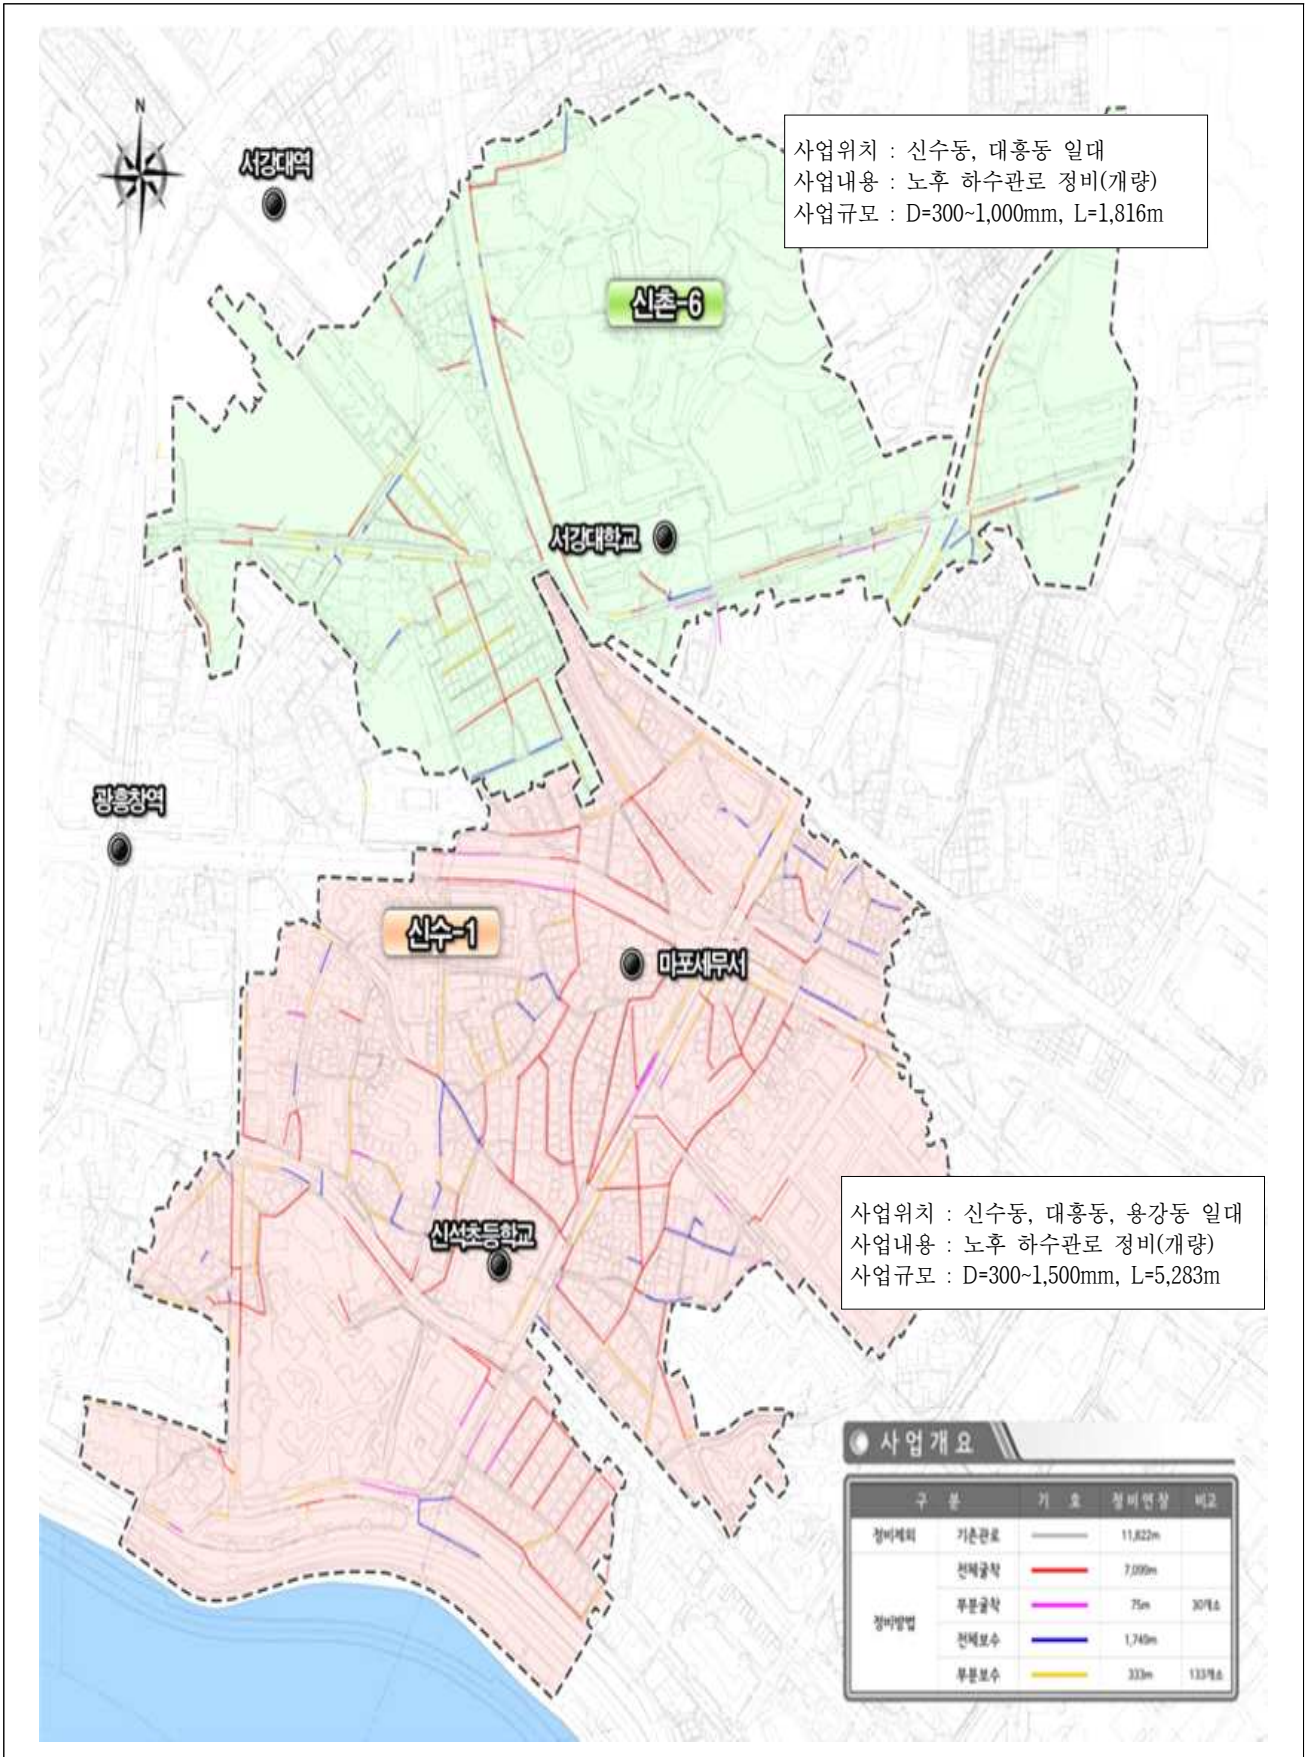 N
서강대역
사업위치 : 신수동, 대흥동 일대
사업내용 : 노후 하수관로 정비(개량)
사업규모 : D=300~1,000mm, L=1,816m
신촌-6
서강대학교
광흥창역
신수-1
마포세무서
신석초등학교
사업위치 : 신수동, 대흥동, 용강동 일대
사업내용 : 노후 하수관로 정비(개량)
사업규모 : D=300~1,500mm, L=5,283m
사업개요
구 분 기 호 정비연장 비고
정비제외 기존관로 11,822m
정비방법
전체굴착
부분굴착 75m 30개소
전체보수
부분보수 333m 133개소